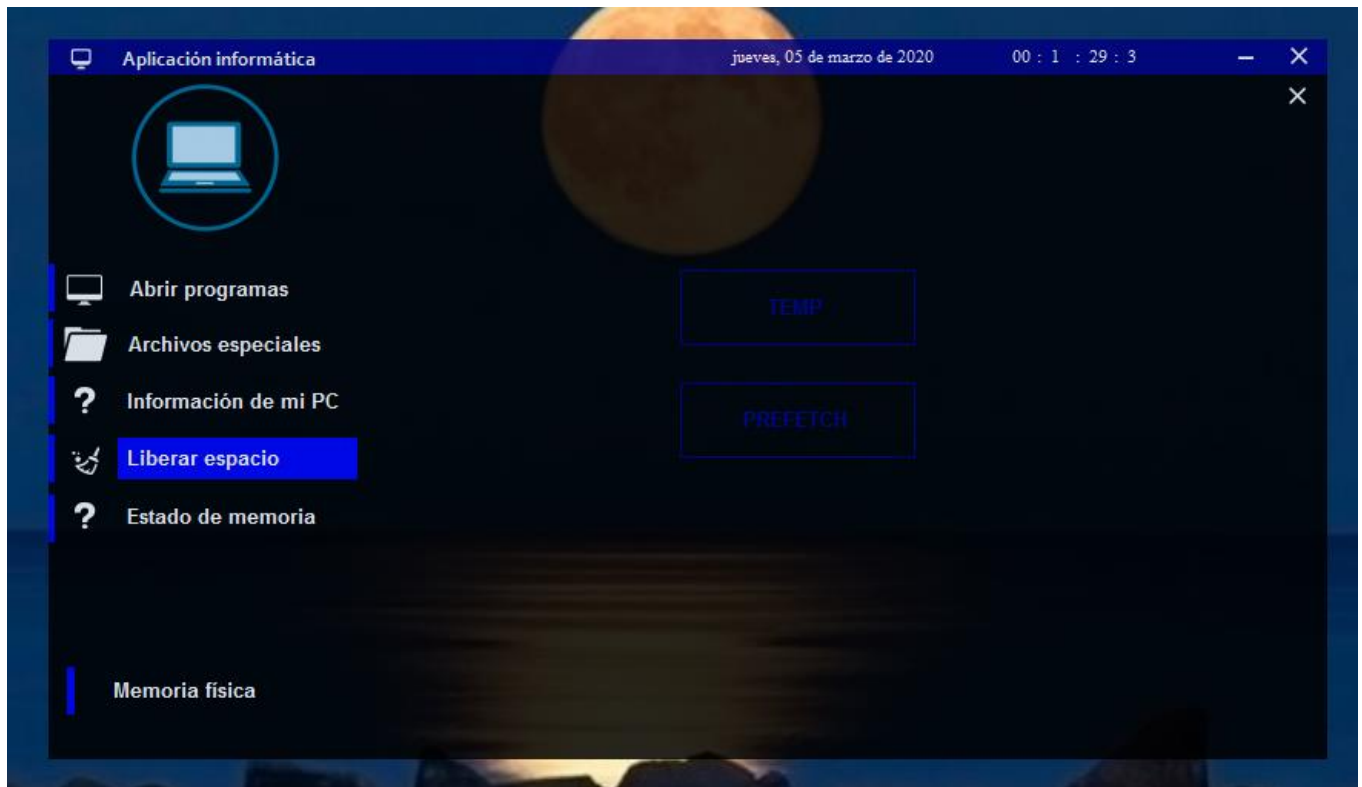 Aplicación informática
jueves, 05 de marzo de 2020
00 : 1 : 29 : 3
Abrir programas
Archivos especiales
Información de mi PC
Liberar espacio
Estado de memoria
TEMP
PREFETCH
Memoria física